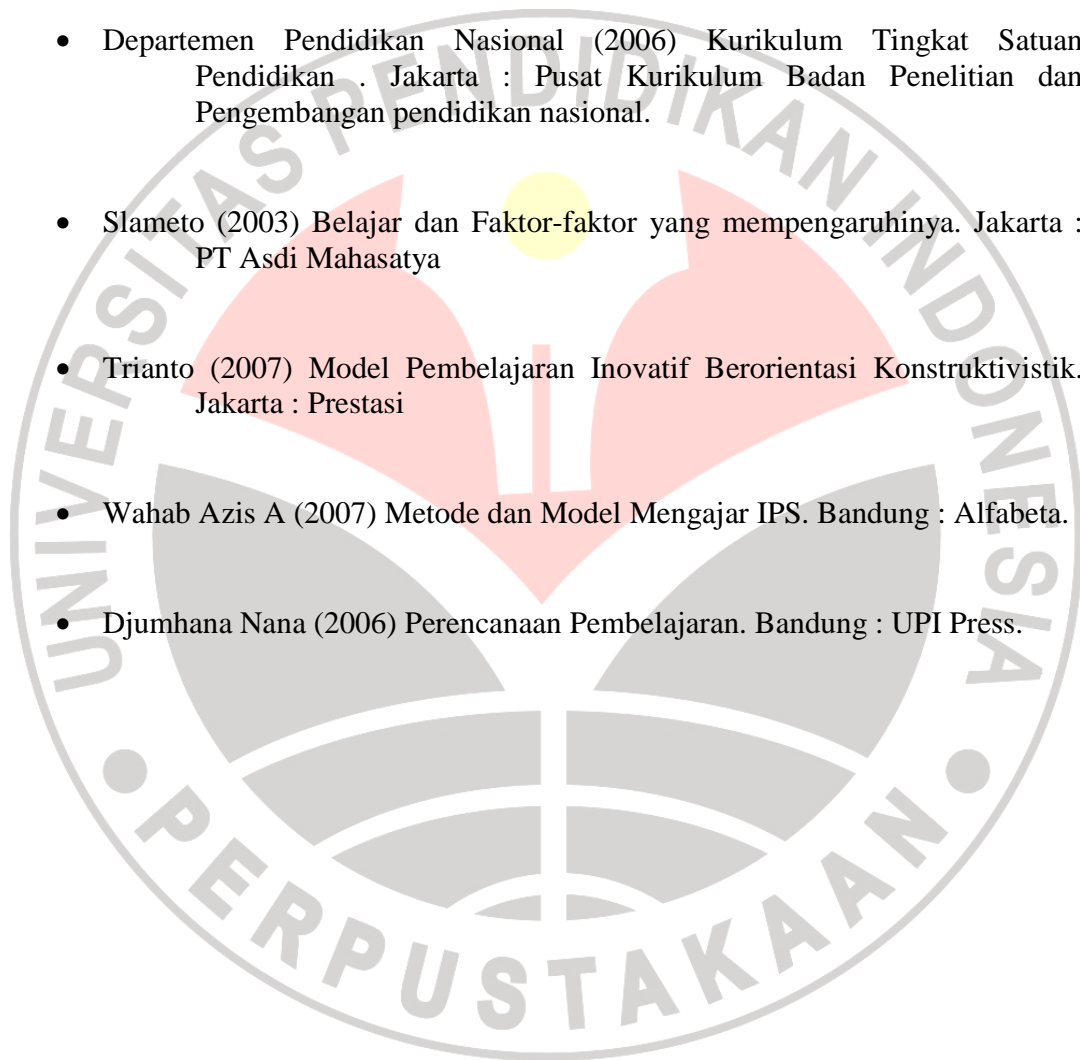 • Departemen Pendidikan Nasional (2006) Kurikulum Tingkat Satuan
Pendidikan . Jakarta : Pusat Kurikulum Badan Penelitian dan
Pengembangan pendidikan nasional.
• Slameto (2003) Belajar dan Faktor-faktor yang mempengaruhinya. Jakarta :
PT Asdi Mahasatya
• Trianto (2007) Model Pembelajaran Inovatif Berorientasi Konstruktivistik.
Jakarta : Prestasi
• Wahab Azis A (2007) Metode dan Model Mengajar IPS. Bandung : Alfabeta.
• Djumhana Nana (2006) Perencanaan Pembelajaran. Bandung : UPI Press.
UNIVERSITAS PENDIDIKAN INDONESIA
PERPUSTAKAAN